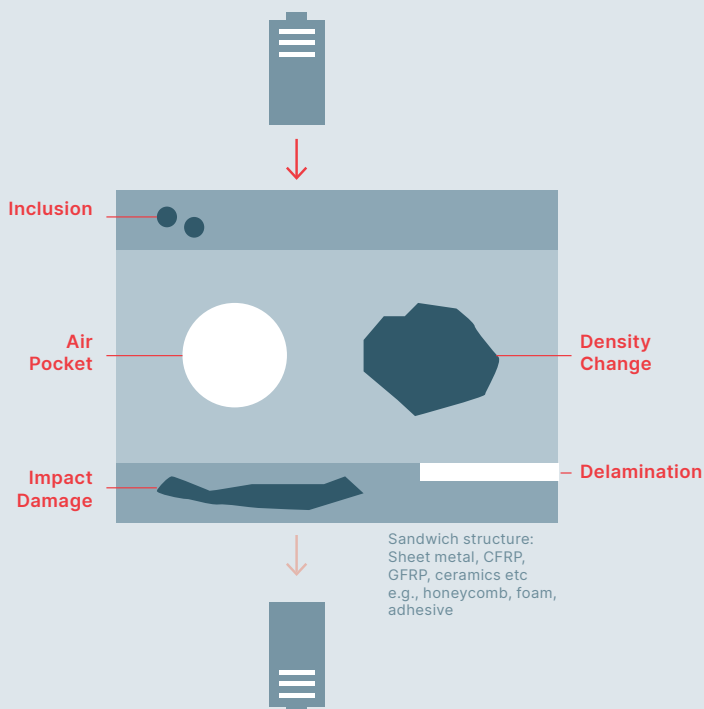 Inclusion
Air
Pocket
Density
Change
Impact
Damage
Delamination
Sandwich structure:
Sheet metal, CFRP,
GFRP, ceramics etc
e.g., honeycomb, foam,
adhesive